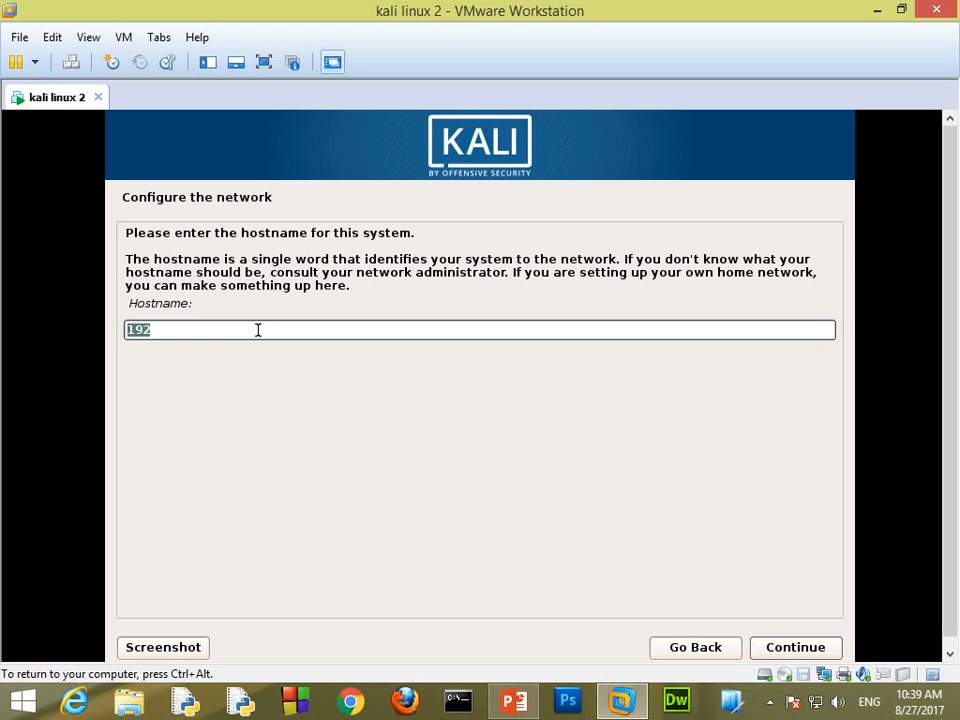 kali linux 2 - VMware Workstation
File Edit View VM Tabs Help
kali linux 2
KALI
BY OFFENSIVE SECURITY
Configure the network
Please enter the hostname for this system.
The hostname is a single word that identifies your system to the network. If you don't know what your
hostname should be, consult your network administrator. If you are setting up your own home network,
you can make something up here.
Hostname:
192
Screenshot Go Back Continue
To return to your computer, press Ctrl+Alt.
Ps Dw ENG 10:39 AM
8/27/2017